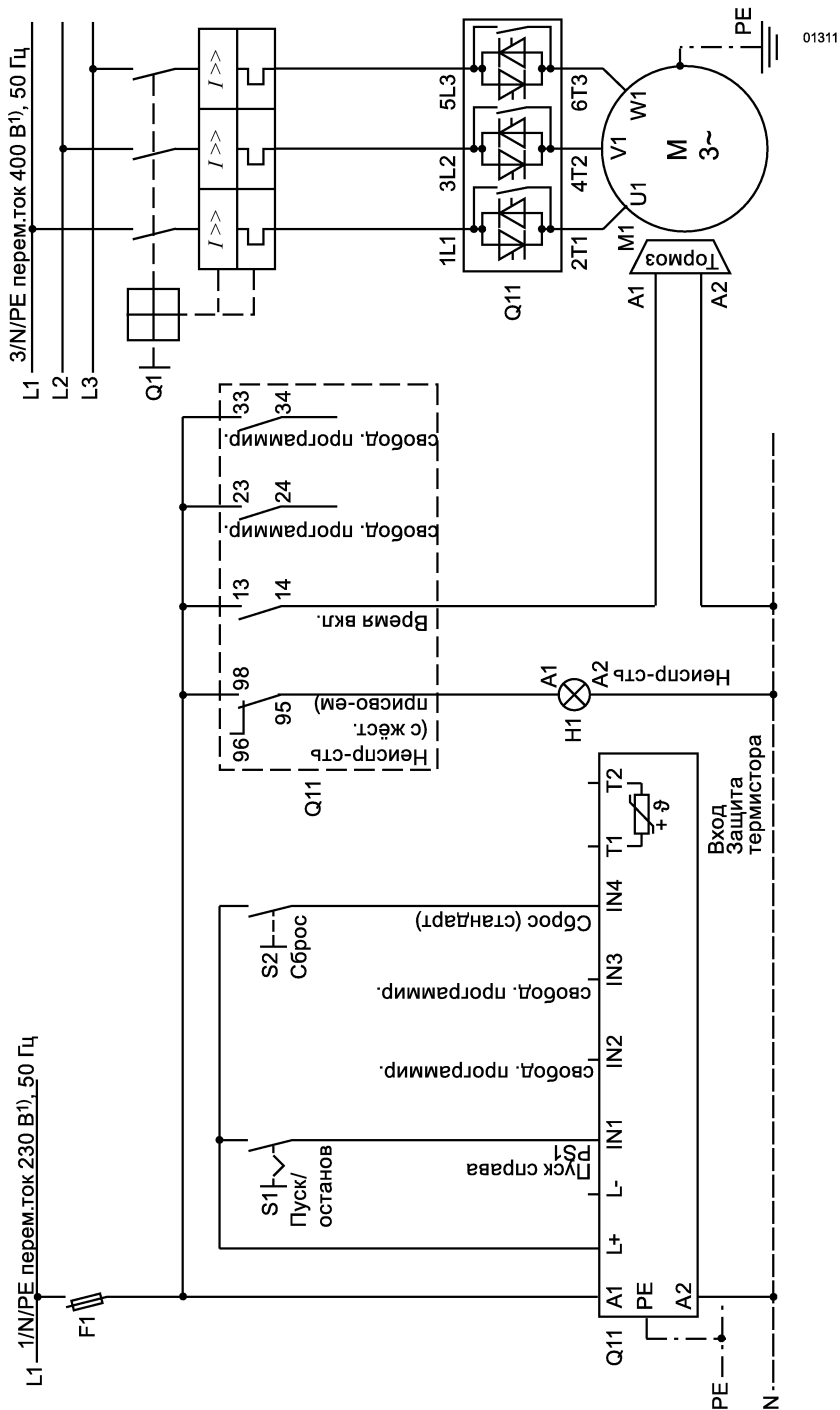 1/N/PE перем.ток 230 В¹⁾, 50 Гц
L1
F1
3/N/PE перем.ток 400 В¹⁾, 50 Гц
L1
L2
L3
Q1
I >>
I >>
I >>
1L1
3L2
5L3
Q11
2T1
4T2
6T3
M1
U1
V1
W1
M
3~
PE
Тормоз
A1
A2
S1
Пуск/
останов
S2
Сброс
Q11
96
98
95
Неиспр-сть
(с жёст.
присво-ем)
13
14
Время вкл.
23
24
свобод. программир.
33
34
свобод. программир.
H1
A1
A2
Неиспр-сть
Q11
A1
PE
A2
L+
L-
IN1
IN2
IN3
IN4
T1
T2
Пуск справа
PS1
свобод. программир.
свобод. программир.
Сброс (стандарт)
+ ϑ
Вход
Защита
термистора
PE
N
01311